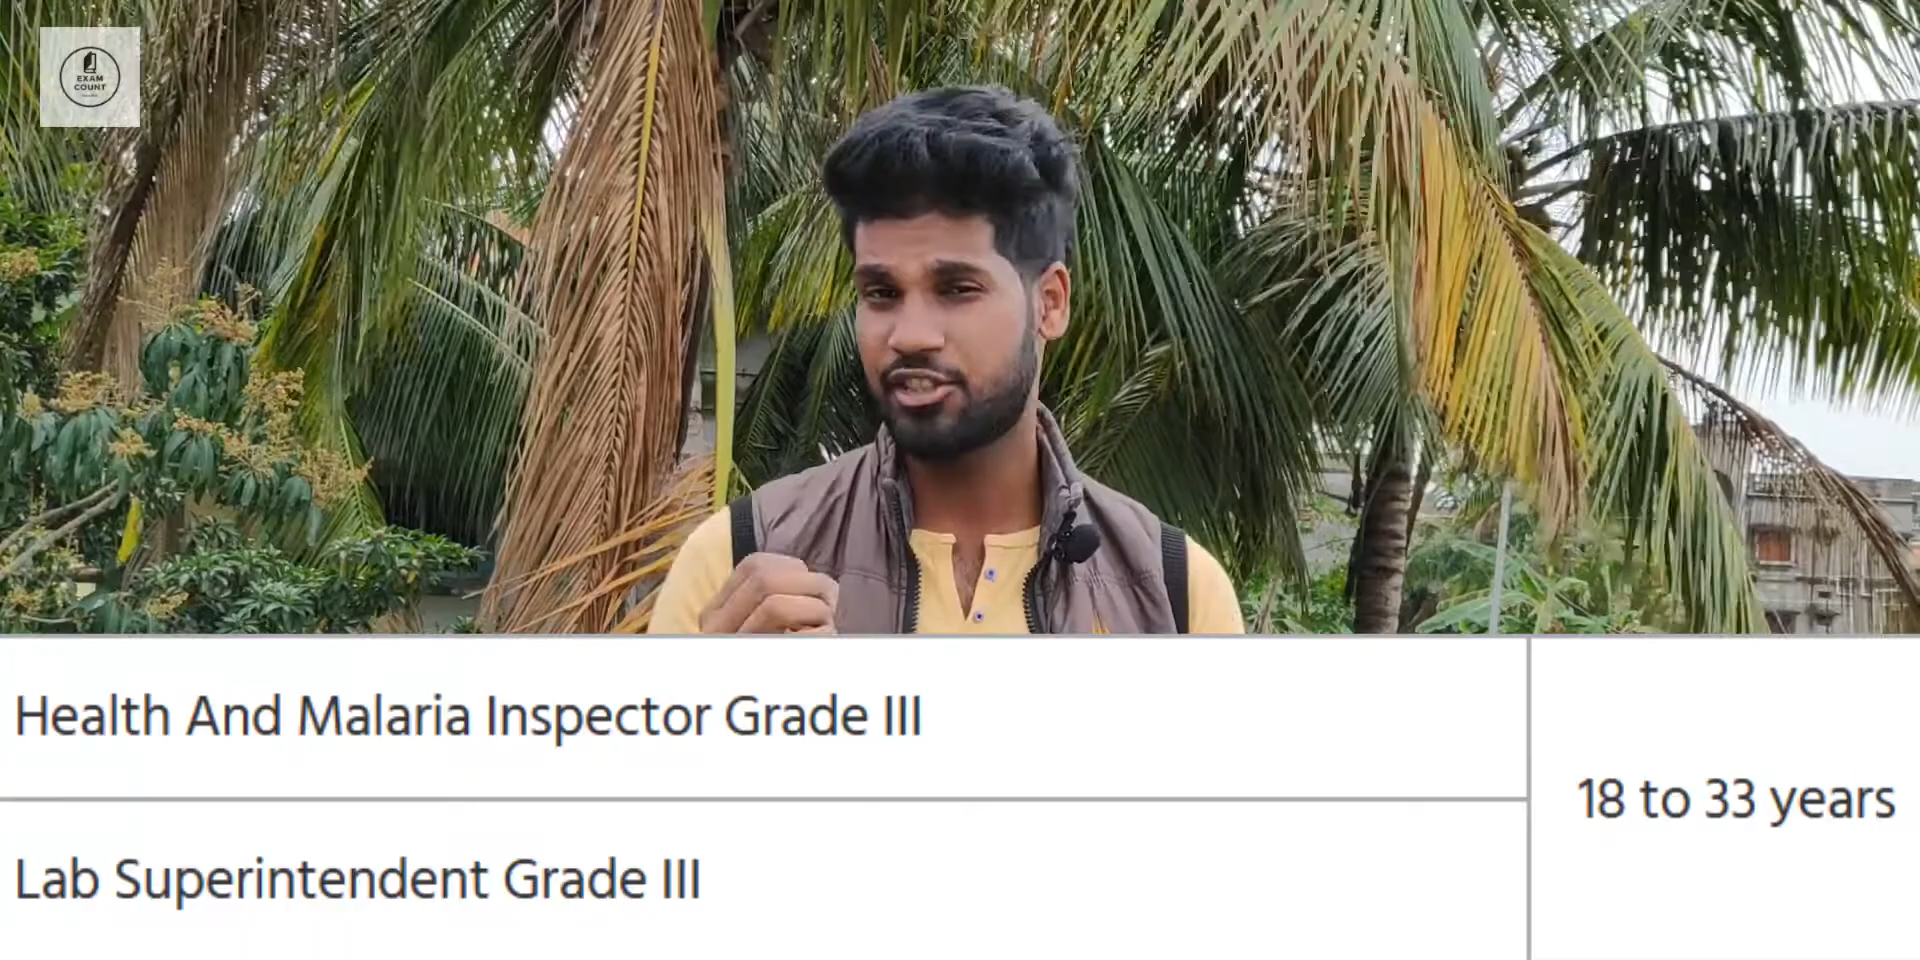 EXAM
COUNT
Health And Malaria Inspector Grade III
18 to 33 years
Lab Superintendent Grade III